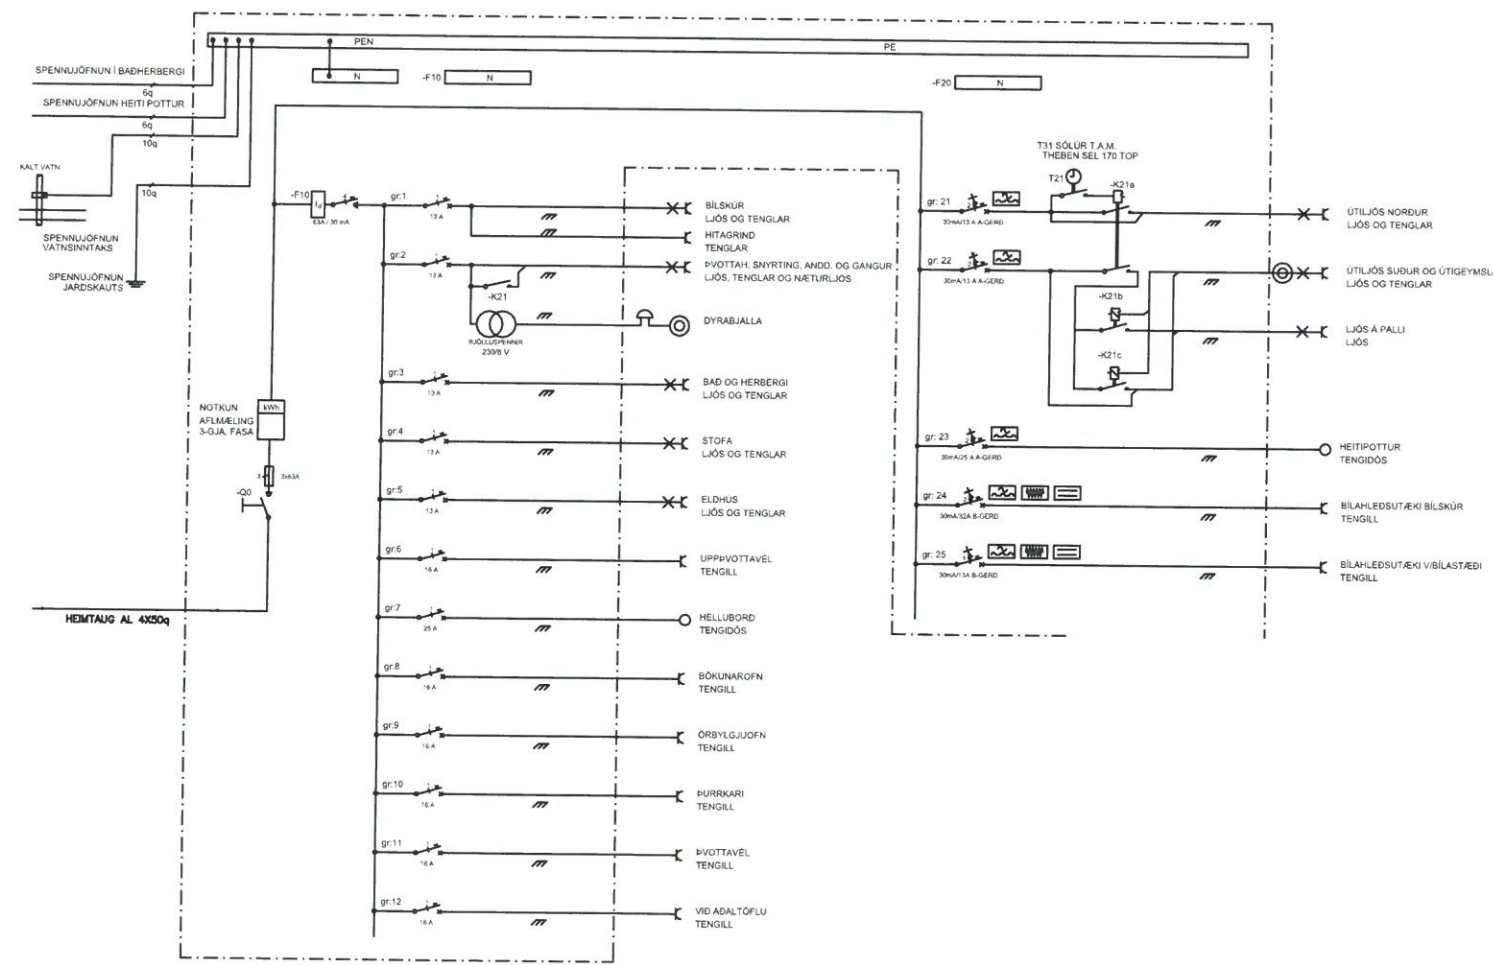 PEN
PE
SPENNUJÖFNUN Í BAÐHERBERGI
6q
SPENNUJÖFNUN HEITI POTTUR
6q
10q
KALT VATN
10q
SPENNUJÖFNUN
VATNSINNTAKS
SPENNUJÖFNUN
JARÐSKAUTS
N
-F10
N
-F20
N
-F10
Id
63A / 30 mA
gr:1
13 A
BÍLSKÚR
LJÓS OG TENGLAR
HITAGRIND
TENGLAR
gr:2
13 A
ÞVOTTAH. SNYRTING, ANDD. OG GANGUR
LJÓS, TENGLAR OG NÆTURLJÓS
-K21
BJÖLLUSPENNIR
230/8 V
DYRABJALLA
gr:3
13 A
BAÐ OG HERBERGI
LJÓS OG TENGLAR
gr:4
13 A
STOFA
LJÓS OG TENGLAR
gr:5
13 A
ELDHÚS
LJÓS OG TENGLAR
gr:6
16 A
UPPÞVOTTAVÉL
TENGILL
gr:7
25 A
HELLUBORÐ
TENGIDÓS
gr:8
16 A
BÖKUNAROFN
TENGILL
gr:9
16 A
ÖRBYLGJUOFN
TENGILL
gr:10
16 A
ÞURRKARI
TENGILL
gr:11
16 A
ÞVOTTAVÉL
TENGILL
gr:12
16 A
VIÐ AÐALTÖFLU
TENGILL
NOTKUN
AFLMÆLING
3-GJA. FASA
kWh
3
3x63A
-Q0
HEIMTAUG AL 4X50q
T31 SÓLÚR T.A.M.
THEBEN SEL 170 TOP
T21
-K21a
gr: 21
30mA/13 A A-GERÐ
ÚTILJÓS NORÐUR
LJÓS OG TENGLAR
gr: 22
30mA/13 A A-GERÐ
ÚTILJÓS SUÐUR OG ÚTIGEYMSLA
LJÓS OG TENGLAR
-K21b
LJÓS Á PALLI
LJÓS
-K21c
gr: 23
30mA/25 A A-GERÐ
HEITIPOTTUR
TENGIDÓS
gr: 24
30mA/32A B-GERÐ
BÍLAHLEÐSUTÆKI BÍLSKÚR
TENGILL
gr: 25
30mA/13A B-GERÐ
BÍLAHLEÐSUTÆKI V/BÍLASTÆÐI
TENGILL